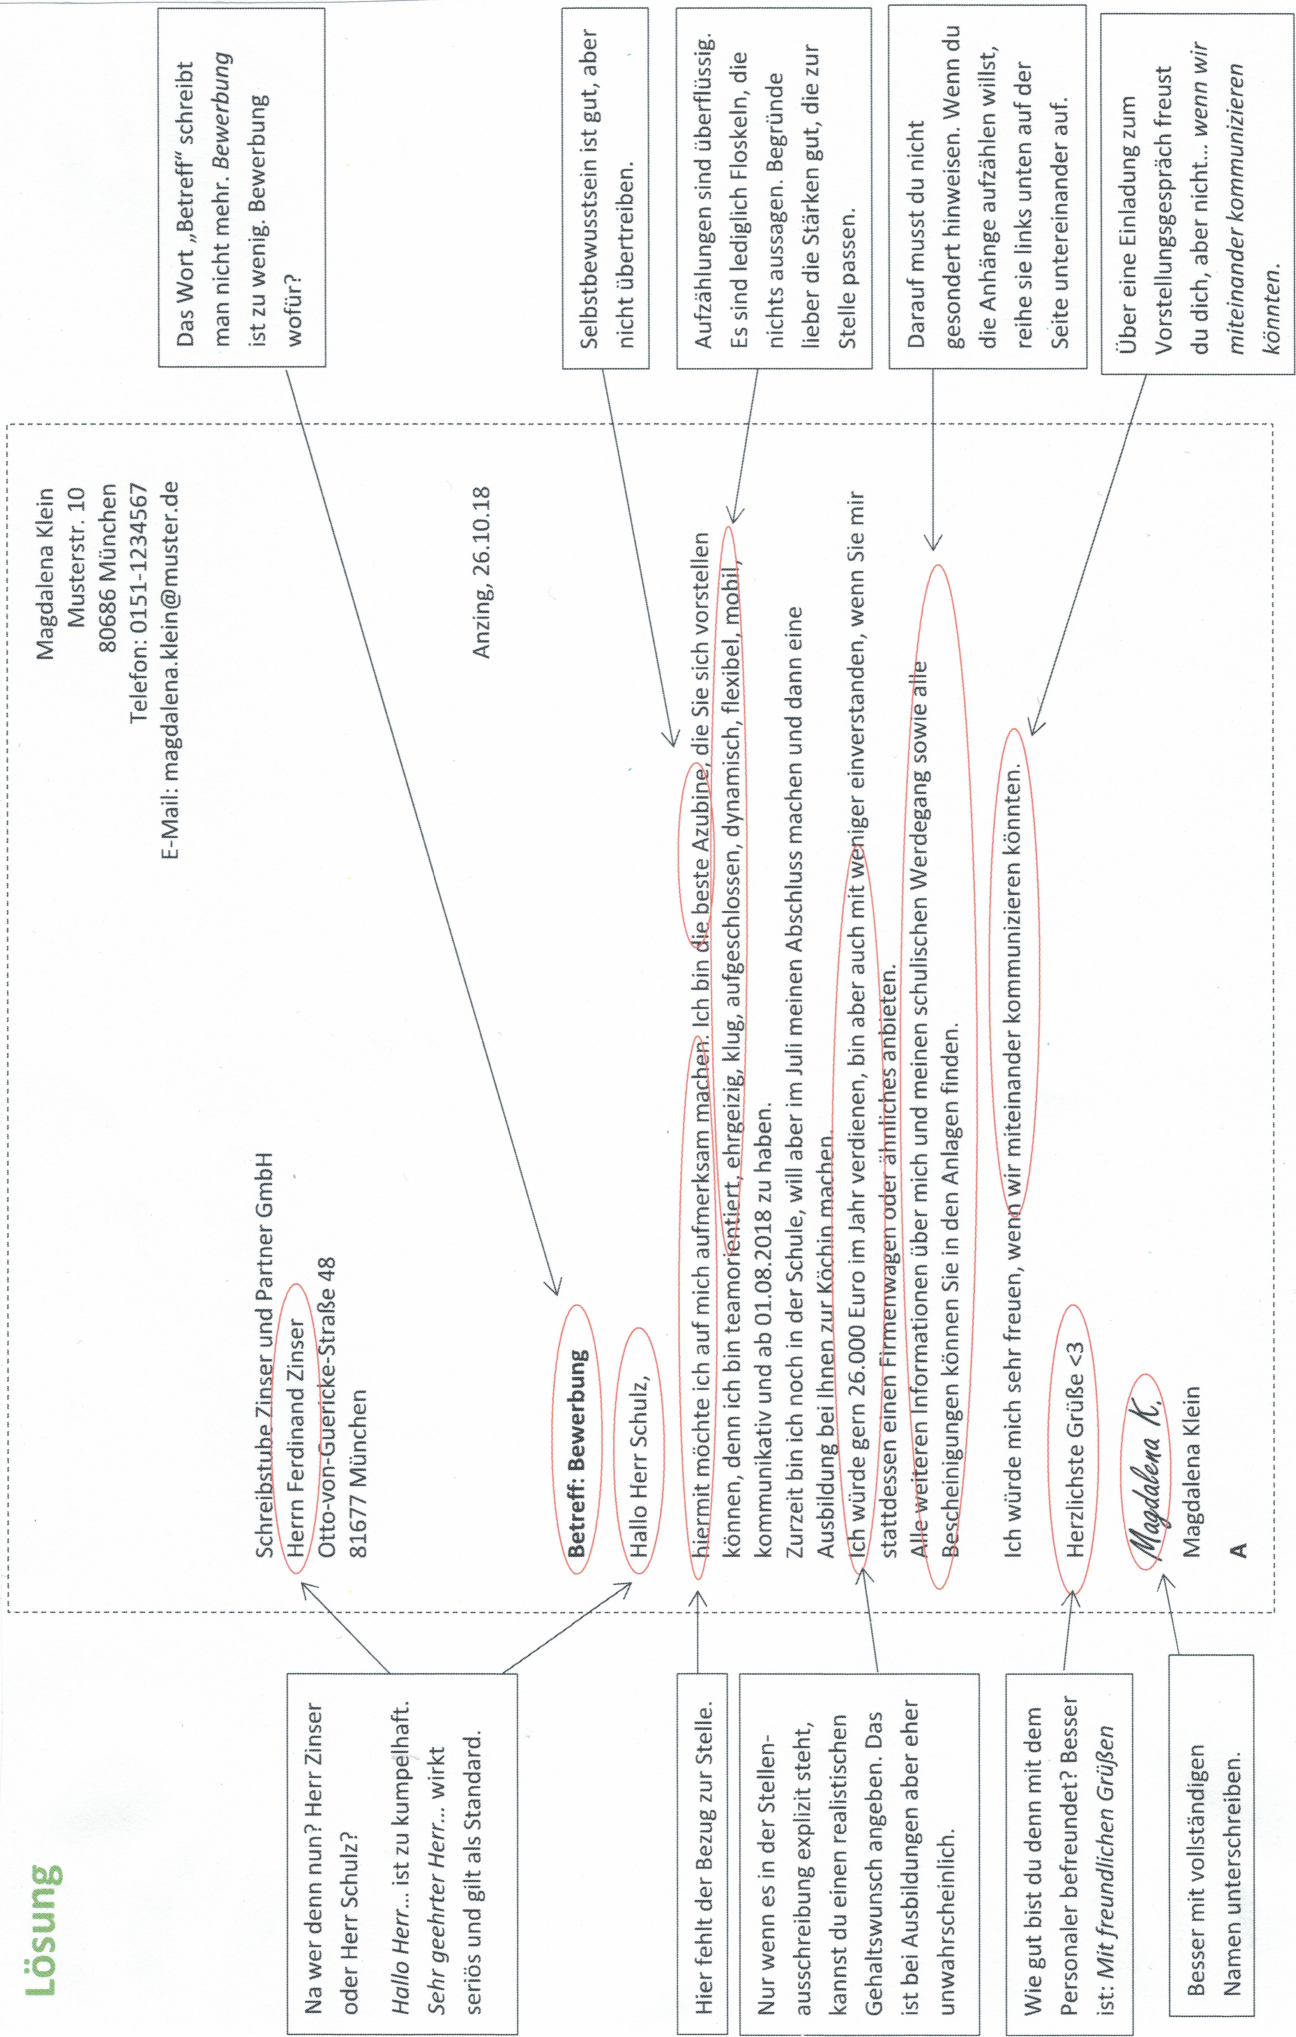 Lösung
Magdalena Klein
Musterstr. 10
80686 München
Telefon: 0151-1234567
E-Mail: magdalena.klein@muster.de
Schreibstube Zinser und Partner GmbH
Herrn Ferdinand Zinser
Otto-von-Guericke-Straße 48
81677 München
Anzing, 26.10.18
Betreff: Bewerbung
Hallo Herr Schulz,
hiermit möchte ich auf mich aufmerksam machen. Ich bin die beste Azubine, die Sie sich vorstellen
können, denn ich bin teamorientiert, ehrgeizig, klug, aufgeschlossen, dynamisch, flexibel, mobil,
kommunikativ und ab 01.08.2018 zu haben.
Zurzeit bin ich noch in der Schule, will aber im Juli meinen Abschluss machen und dann eine
Ausbildung bei Ihnen zur Köchin machen.
Ich würde gern 26.000 Euro im Jahr verdienen, bin aber auch mit weniger einverstanden, wenn Sie mir
stattdessen einen Firmenwagen oder ähnliches anbieten.
Alle weiteren Informationen über mich und meinen schulischen Werdegang sowie alle
Bescheinigungen können Sie in den Anlagen finden.
Ich würde mich sehr freuen, wenn wir miteinander kommunizieren könnten.
Herzlichste Grüße <3
Magdalena K.
Magdalena Klein
A
Na wer denn nun? Herr Zinser
oder Herr Schulz?
Hallo Herr... ist zu kumpelhaft.
Sehr geehrter Herr... wirkt
seriös und gilt als Standard.
Hier fehlt der Bezug zur Stelle.
Nur wenn es in der Stellen-
ausschreibung explizit steht,
kannst du einen realistischen
Gehaltswunsch angeben. Das
ist bei Ausbildungen aber eher
unwahrscheinlich.
Wie gut bist du denn mit dem
Personaler befreundet? Besser
ist: Mit freundlichen Grüßen
Besser mit vollständigen
Namen unterschreiben.
Das Wort „Betreff“ schreibt
man nicht mehr. Bewerbung
ist zu wenig. Bewerbung
wofür?
Selbstbewusstsein ist gut, aber
nicht übertreiben.
Aufzählungen sind überflüssig.
Es sind lediglich Floskeln, die
nichts aussagen. Begründe
lieber die Stärken gut, die zur
Stelle passen.
Darauf musst du nicht
gesondert hinweisen. Wenn du
die Anhänge aufzählen willst,
reihe sie links unten auf der
Seite untereinander auf.
Über eine Einladung zum
Vorstellungsgespräch freust
du dich, aber nicht... wenn wir
miteinander kommunizieren
könnten.